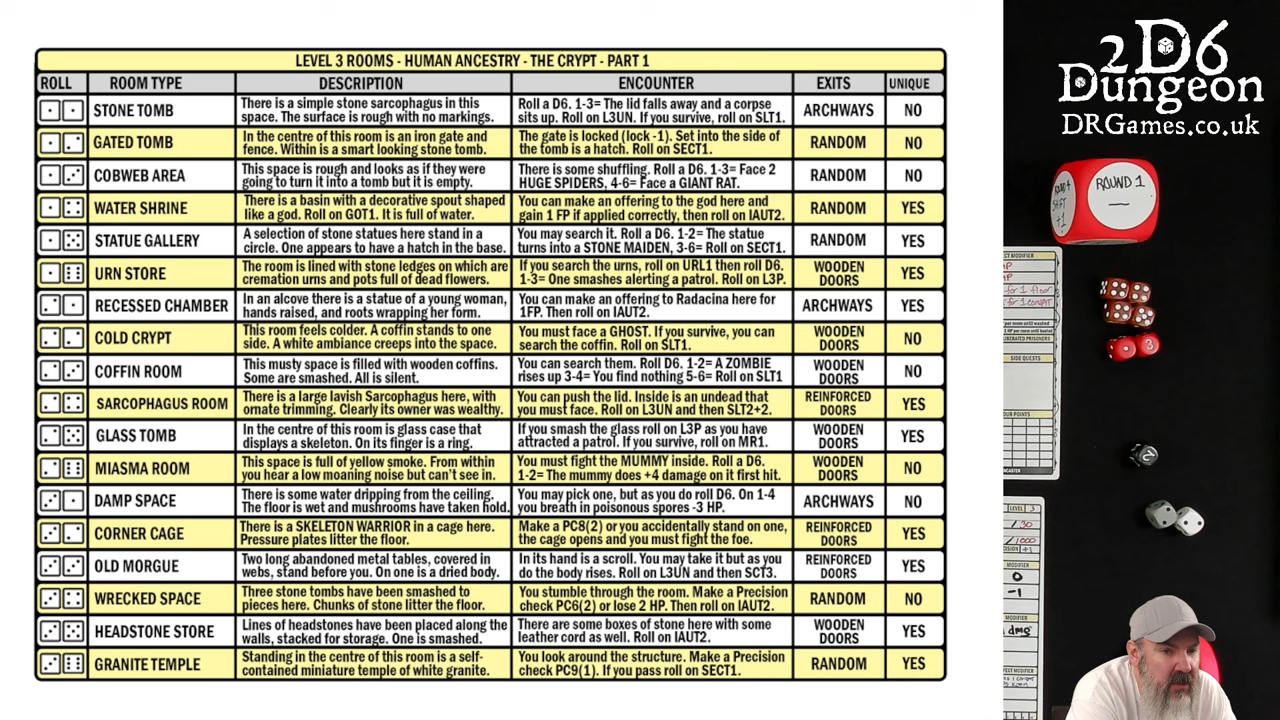 LEVEL 3 ROOMS - HUMAN ANCESTRY - THE CRYPT - PART 1
ROLL ROOM TYPE DESCRIPTION ENCOUNTER EXITS UNIQUE
STONE TOMB There is a simple stone sarcophagus in this Roll a D6. 1-3= The lid falls away and a corpse ARCHWAYS NO
space. The surface is rough with no markings. sits up. Roll on L3UN. If you survive, roll on SLT1.
GATED TOMB In the centre of this room is an iron gate and The gate is locked (lock -1). Set into the side of RANDOM NO
fence. Within is a smart looking stone tomb. the tomb is a hatch. Roll on SECT1.
COBWEB AREA This space is rough and looks as if they were There is some shuffling. Roll a D6. 1-3= Face 2 RANDOM NO
going to turn it into a tomb but it is empty. HUGE SPIDERS, 4-6= Face a GIANT RAT.
WATER SHRINE There is a basin with a decorative spout shaped You can make an offering to the god here and RANDOM YES
like a god. Roll on GOT1. It is full of water. gain 1 FP if applied correctly, then roll on IAUT2.
STATUE GALLERY A selection of stone statues here stand in a You may search it. Roll a D6. 1-2= The statue RANDOM YES
circle. One appears to have a hatch in the base. turns into a STONE MAIDEN, 3-6= Roll on SECT1.
URN STORE The room is lined with stone ledges on which are If you search the urns, roll on URL1 then roll D6. WOODEN DOORS YES
cremation urns and pots full of dead flowers. 1-3= One smashes alerting a patrol. Roll on L3P.
RECESSED CHAMBER In an alcove there is a statue of a young woman, You can make an offering to Radacina here for ARCHWAYS YES
hands raised, and roots wrapping her form. 1FP. Then roll on IAUT2.
COLD CRYPT This room feels colder. A coffin stands to one You must face a GHOST. If you survive, you can WOODEN DOORS NO
side. A white amance creeps into the space. search the coffin. Roll on SLT1.
COFFIN ROOM This musty space is filled with wooden coffins. You can search them. Roll D6. 1-2= A ZOMBIE WOODEN DOORS NO
Some are smashed. All is silent. rises up 3-4= You find nothing 5-6= Roll on SLT1
SARCOPHAGUS ROOM There is a large lavish Sarcophagus here, with You can push the lid. Inside is an undead that REINFORCED DOORS YES
ornate trimming. Clearly its owner was wealthy. you must face. Roll on L3UN and then SLT2+2.
GLASS TOMB In the centre of this room is glass case that If you smash the glass roll on L3P as you have WOODEN DOORS YES
displays a skeleton. On its finger is a ring. attracted a patrol. If you survive, roll on MR1.
MIASMA ROOM This space is full of yellow smoke. From within You must fight the MUMMY inside. Roll a D6. WOODEN DOORS NO
you hear a low moaning noise but can't see in. 1-2= The mummy does +4 damage on it first hit.
DAMP SPACE There is some water dripping from the ceiling. You may pick one, but as you do roll D6. On 1-4 ARCHWAYS NO
The floor is wet and mushrooms have taken hold. you breath in poisonous spores -3 HP.
CORNER CAGE There is a SKELETON WARRIOR in a cage here. Make a PC8(2) or you accidentally stand on one, REINFORCED DOORS YES
Pressure plates litter the floor. the cage opens and you must fight the foe.
OLD MORGUE Two long abandoned metal tables, covered in In its hand is a scroll. You may take it but as you REINFORCED DOORS YES
webs, stand before you. On one is a dried body. do the body rises. Roll on L3UN and then SCT3.
WRECKED SPACE Three stone tombs have been smashed to You stumble through the room. Make a Precision RANDOM NO
pieces here. Chunks of stone litter the floor. check PC6(2) or lose 2 HP. Then roll on IAUT2.
HEADSTONE STORE Lines of headstones have been placed along the There are some boxes of stone here with some WOODEN DOORS YES
walls, stacked for storage. One is smashed. leather cord as well. Roll on IAUT2.
GRANITE TEMPLE Standing in the centre of this room is a self- You look around the structure. Make a Precision RANDOM YES
contained miniature temple of white granite. check PC9(1). If you pass roll on SECT1.
2D6
Dungeon
DRGames.co.uk
ROUND 1
SHIFT
+1
MODIFIER
for 1 floor
for 1 combat
LIBERATED PRISONERS
SIDE QUESTS
3
2
LEVEL 3
/30
/1000
+1
MODIFIER
0
-1
dmg